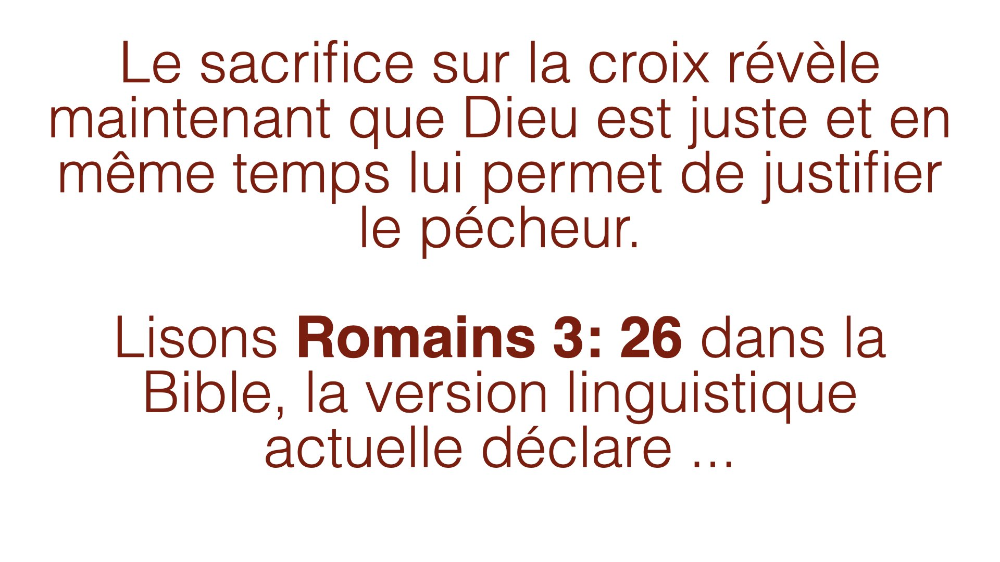 Le sacrifice sur la croix révèle
maintenant que Dieu est juste et en
même temps lui permet de justifier
le pécheur.
Lisons Romains 3: 26 dans la
Bible, la version linguistique
actuelle déclare ...